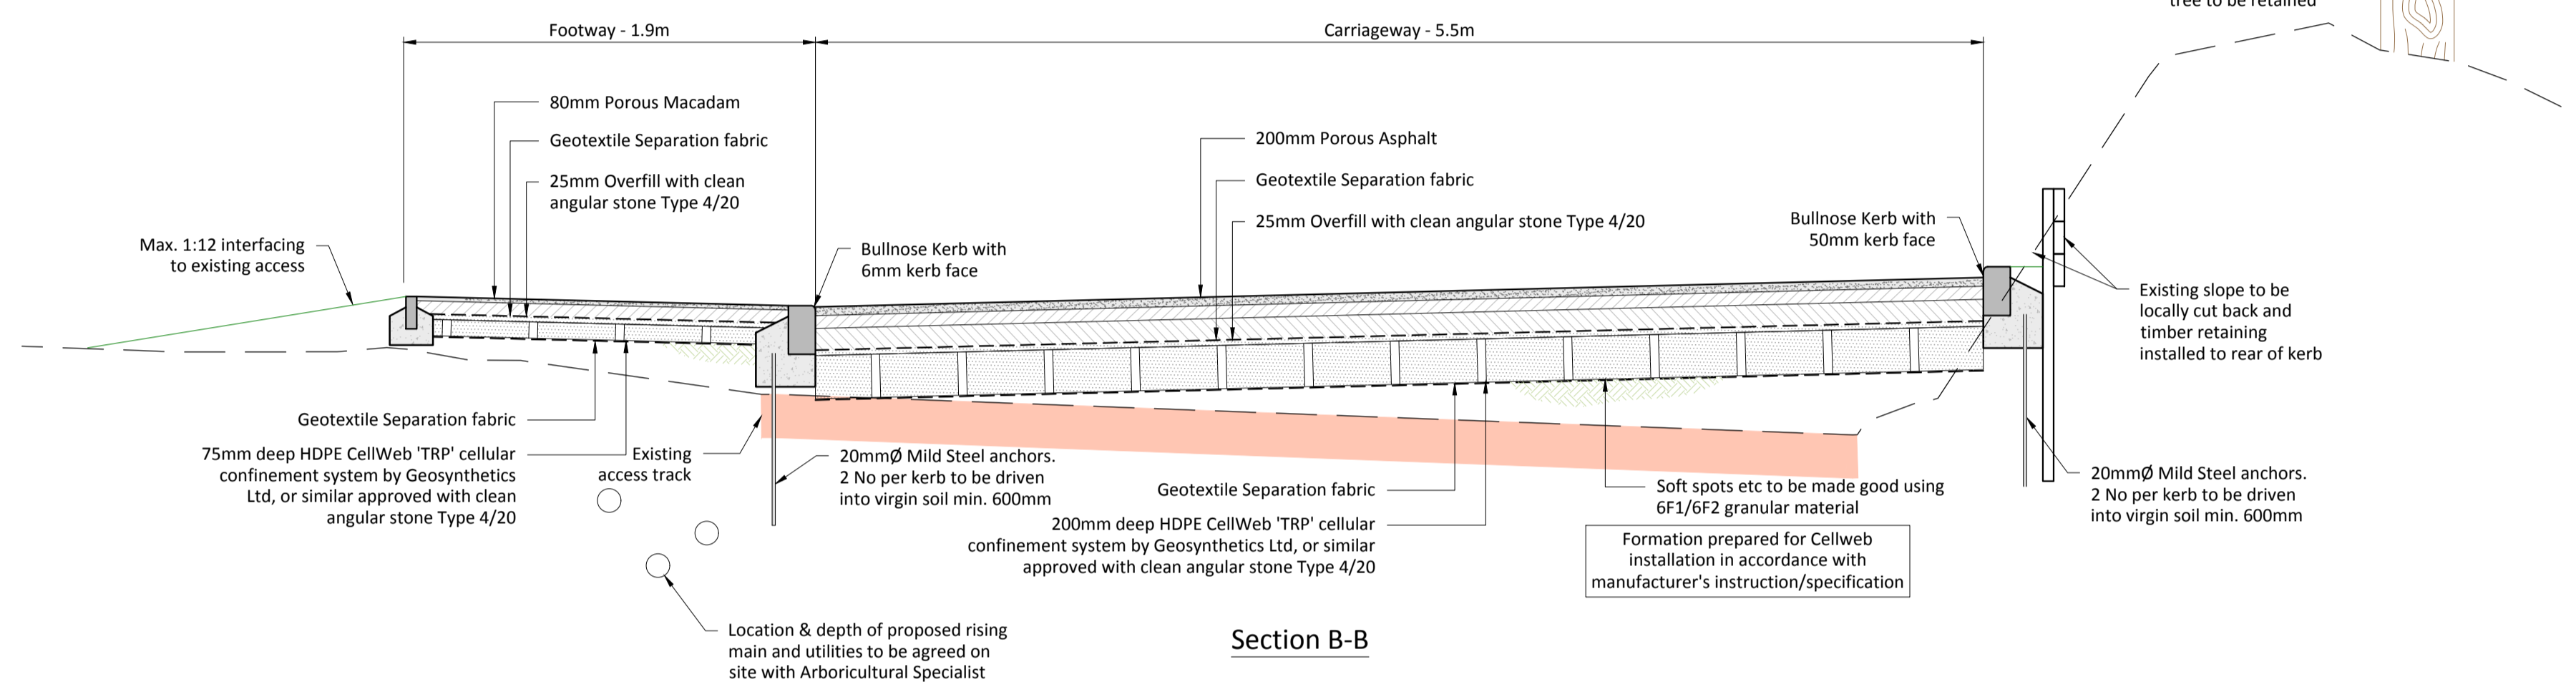 tree to be retained
Footway - 1.9m
Carriageway - 5.5m
80mm Porous Macadam
Geotextile Separation fabric
25mm Overfill with clean
angular stone Type 4/20
200mm Porous Asphalt
Geotextile Separation fabric
25mm Overfill with clean angular stone Type 4/20
Max. 1:12 interfacing
to existing access
Bullnose Kerb with
6mm kerb face
Bullnose Kerb with
50mm kerb face
Existing slope to be
locally cut back and
timber retaining
installed to rear of kerb
Geotextile Separation fabric
75mm deep HDPE CellWeb 'TRP' cellular
confinement system by Geosynthetics
Ltd, or similar approved with clean
angular stone Type 4/20
Existing
access track
20mmØ Mild Steel anchors.
2 No per kerb to be driven
into virgin soil min. 600mm
Geotextile Separation fabric
200mm deep HDPE CellWeb 'TRP' cellular
confinement system by Geosynthetics Ltd, or similar
approved with clean angular stone Type 4/20
Soft spots etc to be made good using
6F1/6F2 granular material
Formation prepared for Cellweb
installation in accordance with
manufacturer's instruction/specification
20mmØ Mild Steel anchors.
2 No per kerb to be driven
into virgin soil min. 600mm
Location & depth of proposed rising
main and utilities to be agreed on
site with Arboricultural Specialist
Section B-B